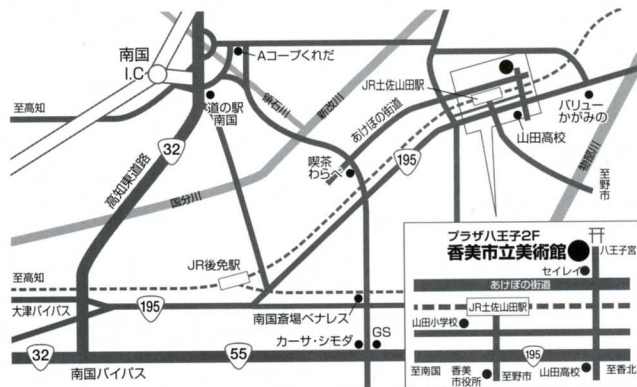 南国
I.C
Aコープくれだ
至高知
道の駅
南国
領石川
新改川
JR土佐山田駅
あけぼの街道
バリュー
かがみの
山田高校
32
195
喫茶
わらべ
物部川
至野市
高知東道路
国分川
至高知
JR後免駅
大津バイパス
195
南国斎場ベナレス
カーサ・シモダ
GS
32
55
南国バイパス
プラザ八王子2F
香美市立美術館
八王子宮
セイレイ
あけぼの街道
JR土佐山田駅
山田小学校
195
至南国
香美
市役所
至野市
山田高校
至香北